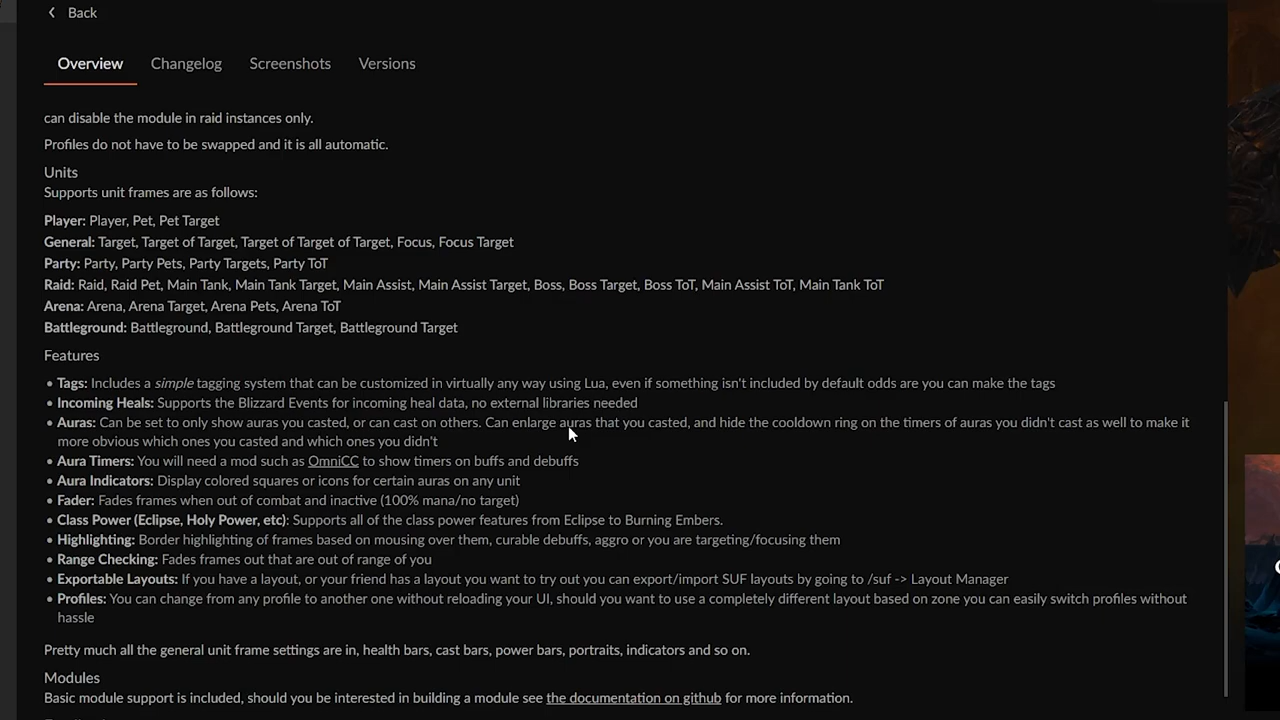 Back
Overview Changelog Screenshots Versions
can disable the module in raid instances only.
Profiles do not have to be swapped and it is all automatic.
Units
Supports unit frames are as follows:
Player: Player, Pet, Pet Target
General: Target, Target of Target, Target of Target of Target, Focus, Focus Target
Party: Party, Party Pets, Party Targets, Party ToT
Raid: Raid, Raid Pet, Main Tank, Main Tank Target, Main Assist, Main Assist Target, Boss, Boss Target, Boss ToT, Main Assist ToT, Main Tank ToT
Arena: Arena, Arena Target, Arena Pets, Arena ToT
Battleground: Battleground, Battleground Target, Battleground Target
Features
• Tags: Includes a simple tagging system that can be customized in virtually any way using Lua, even if something isn't included by default odds are you can make the tags
• Incoming Heals: Supports the Blizzard Events for incoming heal data, no external libraries needed
• Auras: Can be set to only show auras you casted, or can cast on others. Can enlarge auras that you casted, and hide the cooldown ring on the timers of auras you didn't cast as well to make it
more obvious which ones you casted and which ones you didn't
• Aura Timers: You will need a mod such as OmniCC to show timers on buffs and debuffs
• Aura Indicators: Display colored squares or icons for certain auras on any unit
• Fader: Fades frames when out of combat and inactive (100% mana/no target)
• Class Power (Eclipse, Holy Power, etc): Supports all of the class power features from Eclipse to Burning Embers.
• Highlighting: Border highlighting of frames based on mousing over them, curable debuffs, aggro or you are targeting/focusing them
• Range Checking: Fades frames out that are out of range of you
• Exportable Layouts: If you have a layout, or your friend has a layout you want to try out you can export/import SUF layouts by going to /suf -> Layout Manager
• Profiles: You can change from any profile to another one without reloading your UI, should you want to use a completely different layout based on zone you can easily switch profiles without
hassle
Pretty much all the general unit frame settings are in, health bars, cast bars, power bars, portraits, indicators and so on.
Modules
Basic module support is included, should you be interested in building a module see the documentation on github for more information.